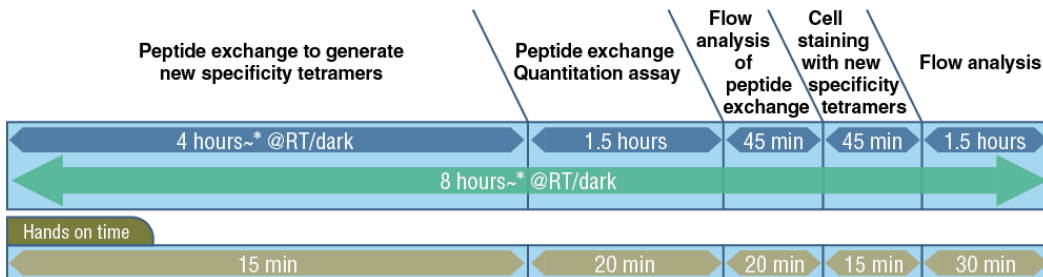 Peptide exchange to generate
new specificity tetramers
Peptide exchange
Quantitation assay
Flow
analysis
of
peptide
exchange
Cell
staining
with new
specificity
tetramers
Flow analysis
4 hours~* @RT/dark
1.5 hours
45 min
45 min
1.5 hours
8 hours~* @RT/dark
Hands on time
15 min
20 min
20 min
15 min
30 min